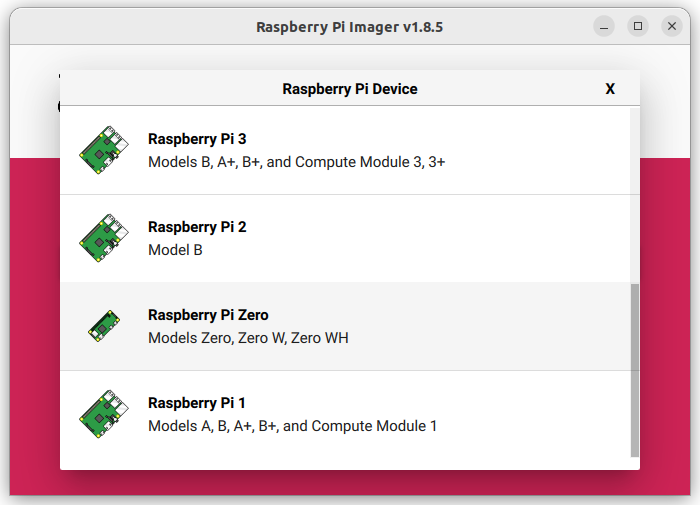 Raspberry Pi Imager v1.8.5
Raspberry Pi Device
X
Raspberry Pi 3
Models B, A+, B+, and Compute Module 3, 3+
Raspberry Pi 2
Model B
Raspberry Pi Zero
Models Zero, Zero W, Zero WH
Raspberry Pi 1
Models A, B, A+, B+, and Compute Module 1